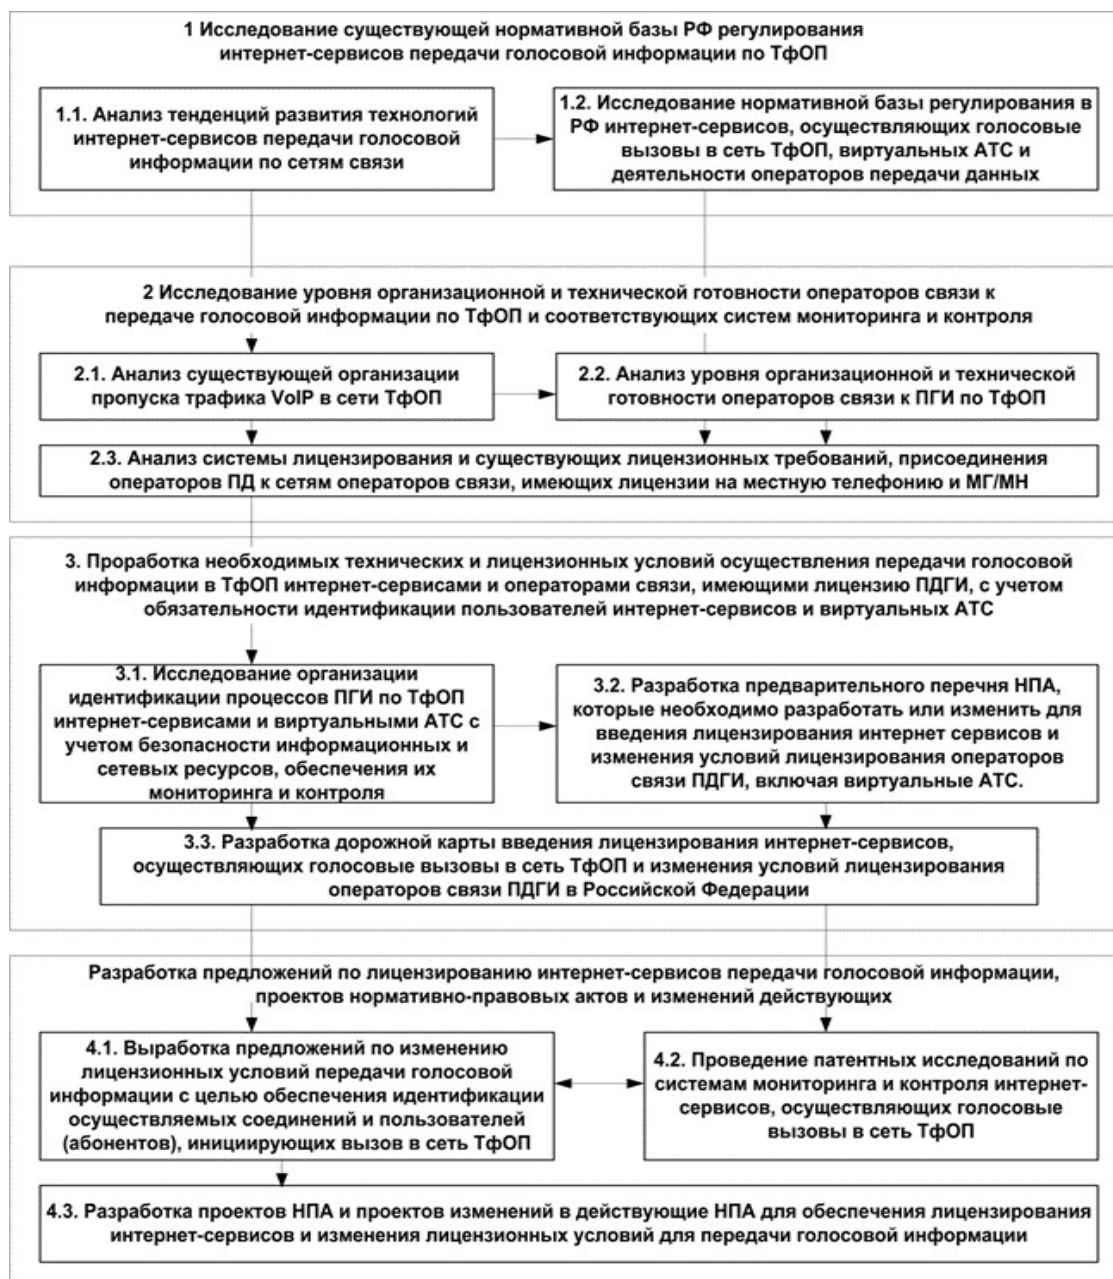 1 Исследование существующей нормативной базы РФ регулирования
интернет-сервисов передачи голосовой информации по ТфОП
1.1. Анализ тенденций развития технологий
интернет-сервисов передачи голосовой
информации по сетям связи
1.2. Исследование нормативной базы регулирования в
РФ интернет-сервисов, осуществляющих голосовые
вызовы в сеть ТфОП, виртуальных АТС и
деятельности операторов передачи данных
2 Исследование уровня организационной и технической готовности операторов связи к
передаче голосовой информации по ТфОП и соответствующих систем мониторинга и контроля
2.1. Анализ существующей организации
пропуска трафика VoIP в сети ТфОП
2.2. Анализ уровня организационной и технической
готовности операторов связи к ПГИ по ТфОП
2.3. Анализ системы лицензирования и существующих лицензионных требований, присоединения
операторов ПД к сетям операторов связи, имеющих лицензии на местную телефонию и МГ/МН
3. Проработка необходимых технических и лицензионных условий осуществления передачи голосовой
информации в ТфОП интернет-сервисами и операторами связи, имеющими лицензию ПДГИ, с учетом
обязательности идентификации пользователей интернет-сервисов и виртуальных АТС
3.1. Исследование организации
идентификации процессов ПГИ по ТфОП
интернет-сервисами и виртуальными АТС с
учетом безопасности информационных и
сетевых ресурсов, обеспечения их
мониторинга и контроля
3.2. Разработка предварительного перечня НПА,
которые необходимо разработать или изменить для
введения лицензирования интернет сервисов и
изменения условий лицензирования операторов
связи ПДГИ, включая виртуальные АТС.
3.3. Разработка дорожной карты введения лицензирования интернет-сервисов,
осуществляющих голосовые вызовы в сеть ТфОП и изменения условий лицензирования
операторов связи ПДГИ в Российской Федерации
Разработка предложений по лицензированию интернет-сервисов передачи голосовой информации,
проектов нормативно-правовых актов и изменений действующих
4.1. Выработка предложений по изменению
лицензионных условий передачи голосовой
информации с целью обеспечения идентификации
осуществляемых соединений и пользователей
(абонентов), инициирующих вызов в сеть ТфОП
4.2. Проведение патентных исследований по
системам мониторинга и контроля интернет-
сервисов, осуществляющих голосовые
вызовы в сеть ТфОП
4.3. Разработка проектов НПА и проектов изменений в действующие НПА для обеспечения лицензирования
интернет-сервисов и изменения лицензионных условий для передачи голосовой информации